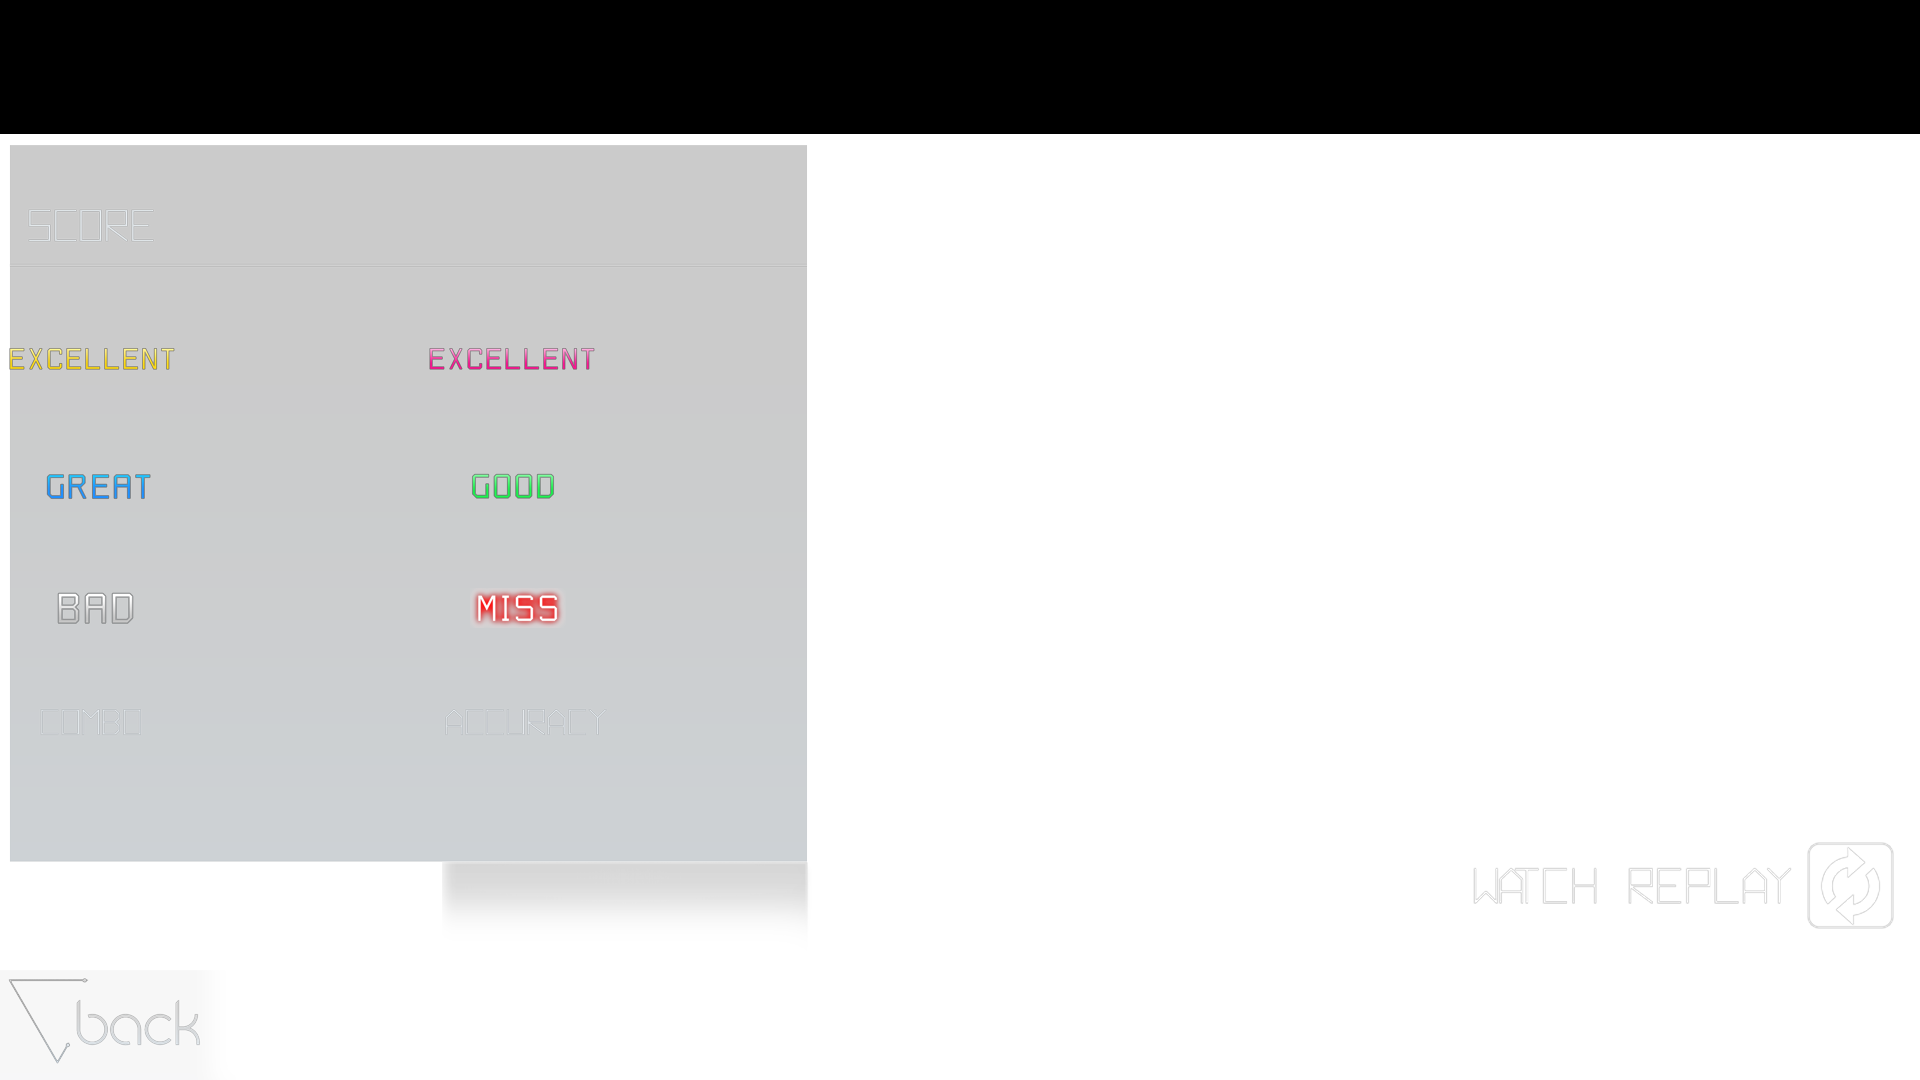 SCORE
EXCELLENT EXCELLENT
GREAT GOOD
BAD MISS
COMBO ACCURACY
WATCH REPLAY
back